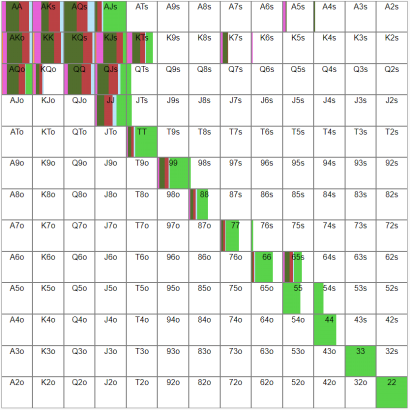 AA AKs AQs AJs ATs A9s A8s A7s A6s A5s A4s A3s A2s
AKo KK KQs KJs KTs K9s K8s K7s K6s K5s K4s K3s K2s
AQo KQo QQ QJs QTs Q9s Q8s Q7s Q6s Q5s Q4s Q3s Q2s
AJo KJo QJo JJ JTs J9s J8s J7s J6s J5s J4s J3s J2s
ATo KTo QTo JTo TT T9s T8s T7s T6s T5s T4s T3s T2s
A9o K9o Q9o J9o T9o 99 98s 97s 96s 95s 94s 93s 92s
A8o K8o Q8o J8o T8o 98o 88 87s 86s 85s 84s 83s 82s
A7o K7o Q7o J7o T7o 97o 87o 77 76s 75s 74s 73s 72s
A6o K6o Q6o J6o T6o 96o 86o 76o 66 65s 64s 63s 62s
A5o K5o Q5o J5o T5o 95o 85o 75o 65o 55 54s 53s 52s
A4o K4o Q4o J4o T4o 94o 84o 74o 64o 54o 44 43s 42s
A3o K3o Q3o J3o T3o 93o 83o 73o 63o 53o 43o 33 32s
A2o K2o Q2o J2o T2o 92o 82o 72o 62o 52o 42o 32o 22